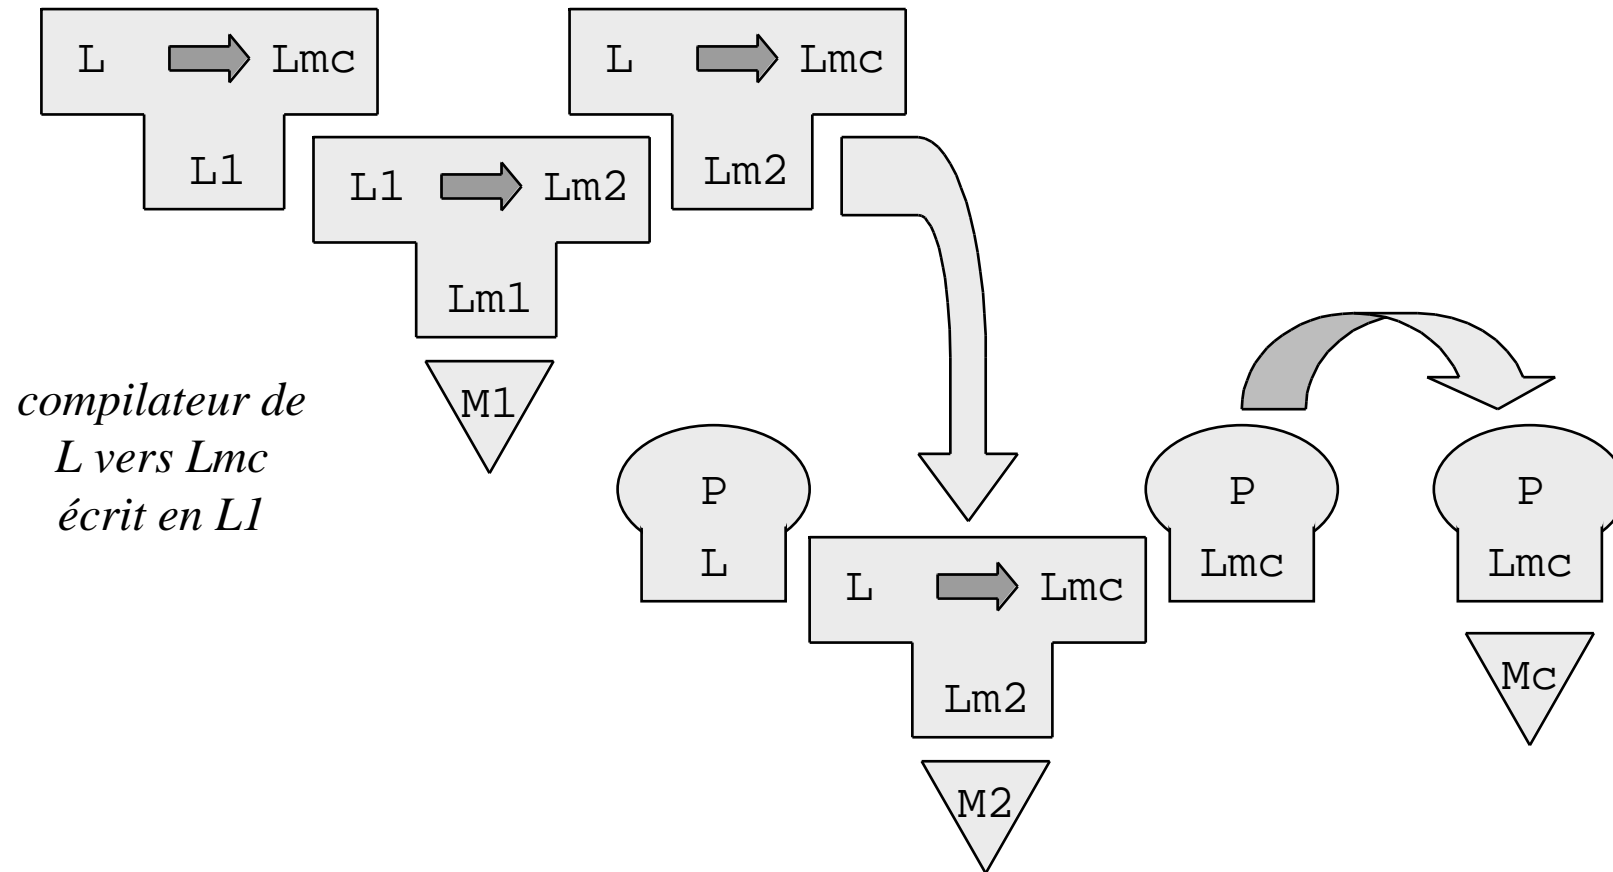 L Lmc L Lmc
L1 Lm2
L1 Lm2
Lm1
M1
compilateur de
L vers Lmc
écrit en L1
P P P
L Lmc Lmc
L Lmc
Mc
Lm2
M2